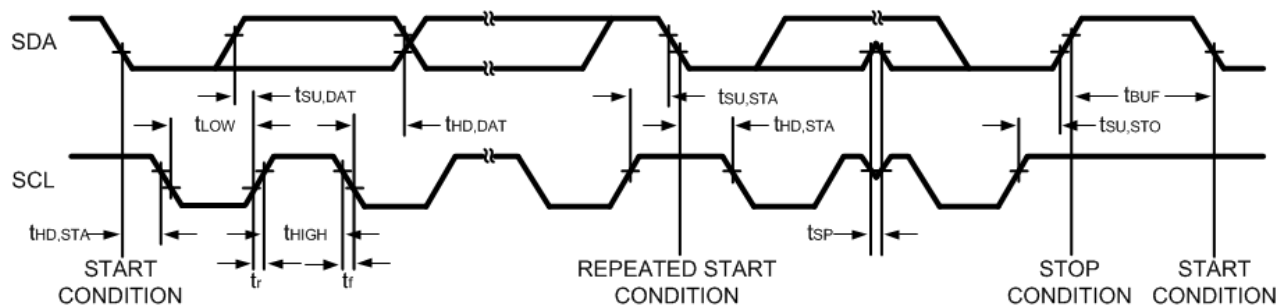 SDA
tSU,DAT
tSU,STA
tBUF
tLOW
tHD,DAT
tHD,STA
tSU,STO
SCL
tHD,STA
tHIGH
tSP
tr
tf
START
CONDITION
REPEATED START
CONDITION
STOP
CONDITION
START
CONDITION